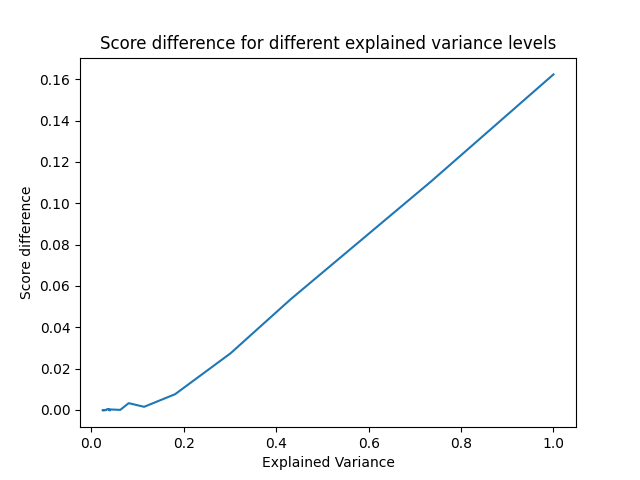 Score difference for different explained variance levels
0.16
0.14
0.12
0.10
0.08
0.06
0.04
0.02
0.00
Score difference
0.0 0.2 0.4 0.6 0.8 1.0
Explained Variance